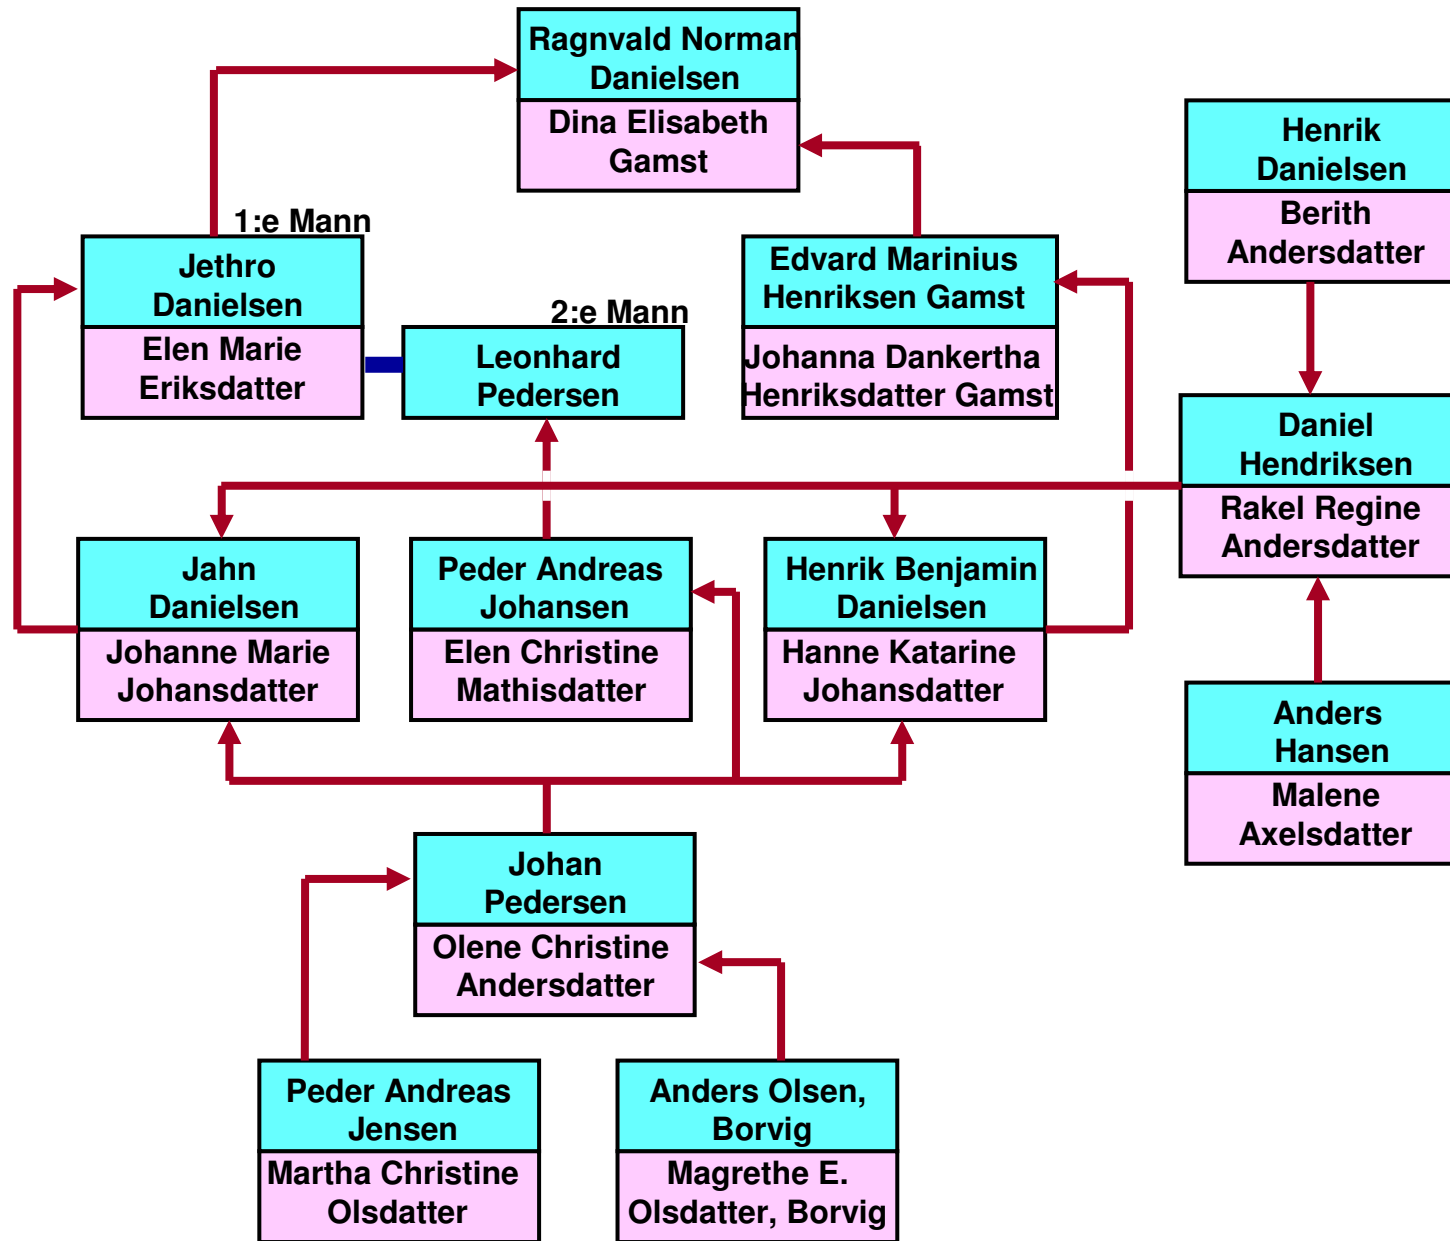 Ragnvald Norman
Danielsen
Dina Elisabeth
Gamst
Henrik
Danielsen
Berith
Andersdatter
1:e Mann
Jethro
Danielsen
Elen Marie
Eriksdatter
2:e Mann
Leonhard
Pedersen
Edvard Marinius
Henriksen Gamst
Johanna Dankertha
Henriksdatter Gamst
Daniel
Hendriksen
Rakel Regine
Andersdatter
Jahn
Danielsen
Johanne Marie
Johansdatter
Peder Andreas
Johansen
Elen Christine
Mathisdatter
Henrik Benjamin
Danielsen
Hanne Katarine
Johansdatter
Anders
Hansen
Malene
Axelsdatter
Johan
Pedersen
Olene Christine
Andersdatter
Peder Andreas
Jensen
Martha Christine
Olsdatter
Anders Olsen,
Borvig
Magrethe E.
Olsdatter, Borvig